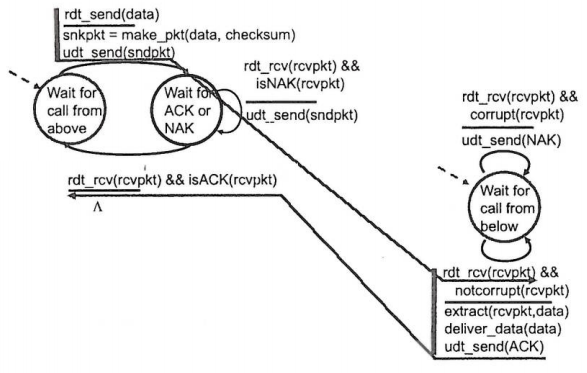 rdt_send(data)
snkpkt = make_pkt(data, checksum)
udt_send(sndpkt)
Wait for
call from
above
Wait for
ACK or
NAK
rdt_rcv(rcvpkt) &&
isNAK(rcvpkt)
udt_send(sndpkt)
rdt_rcv(rcvpkt) && isACK(rcvpkt)
Λ
rdt_rcv(rcvpkt) &&
corrupt(rcvpkt)
udt_send(NAK)
Wait for
call from
below
rdt_rcv(rcvpkt) &&
notcorrupt(rcvpkt)
extract(rcvpkt,data)
deliver_data(data)
udt_send(ACK)